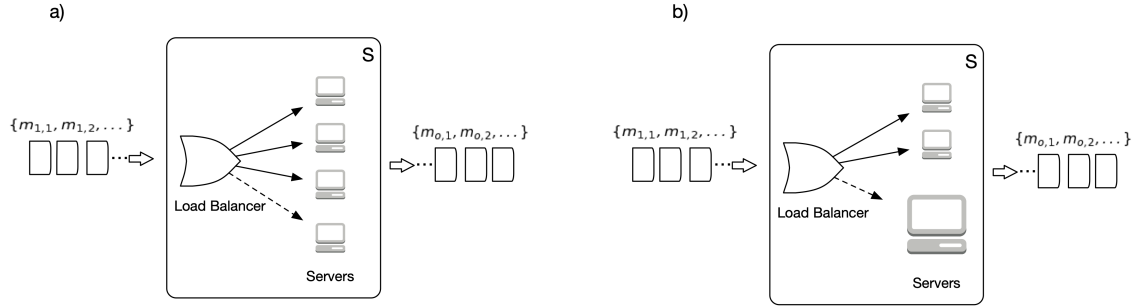 a)
S
{m1,1, m1,2, . . . }
{mo,1, mo,2, . . . }
Load Balancer
Servers
b)
S
{m1,1, m1,2, . . . }
{mo,1, mo,2, . . . }
Load Balancer
Servers